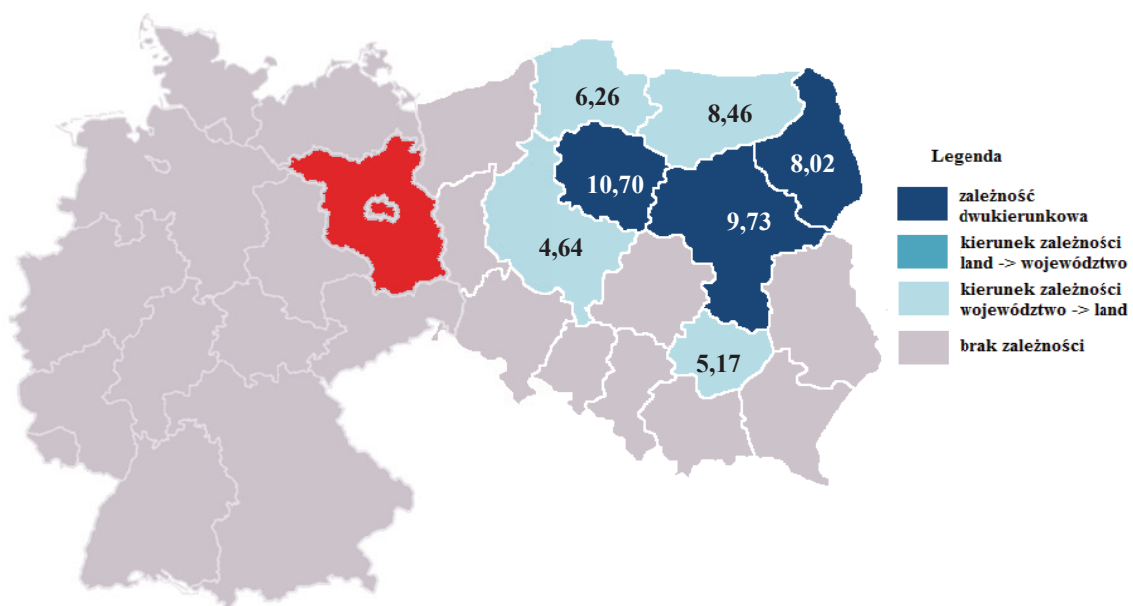 6,26
8,46
8,02
10,70
9,73
4,64
5,17
Legenda
zależność
dwukierunkowa
kierunek zależności
land -> województwo
kierunek zależności
województwo -> land
brak zależności